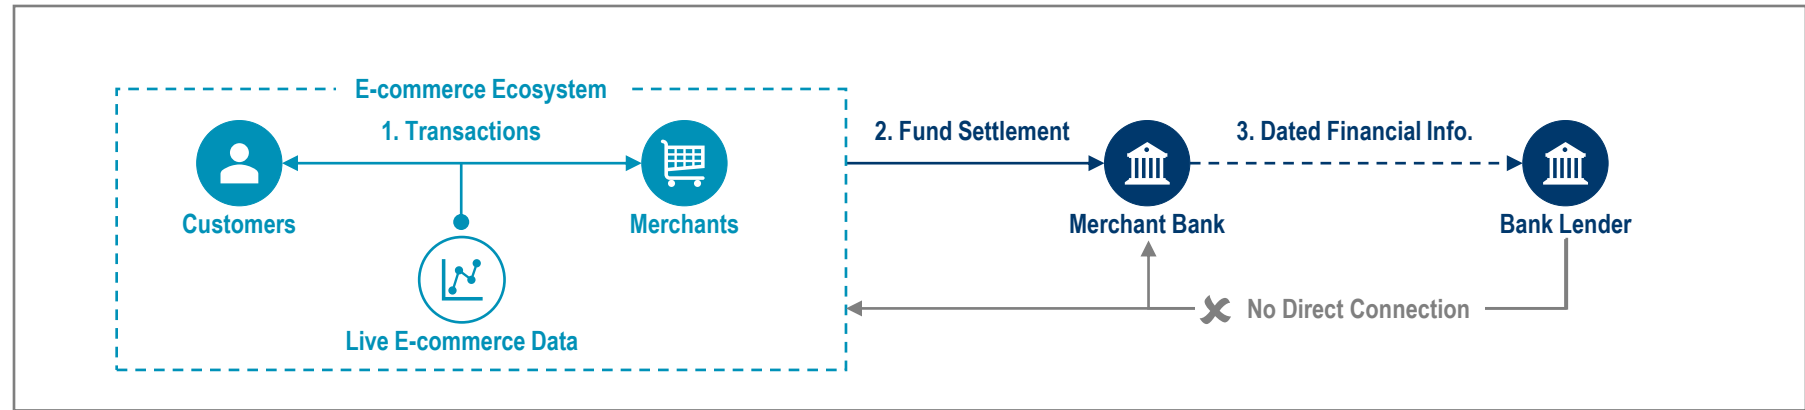 E-commerce Ecosystem
1. Transactions
2. Fund Settlement
3. Dated Financial Info.
Customers
Merchants
Merchant Bank
Bank Lender
No Direct Connection
Live E-commerce Data